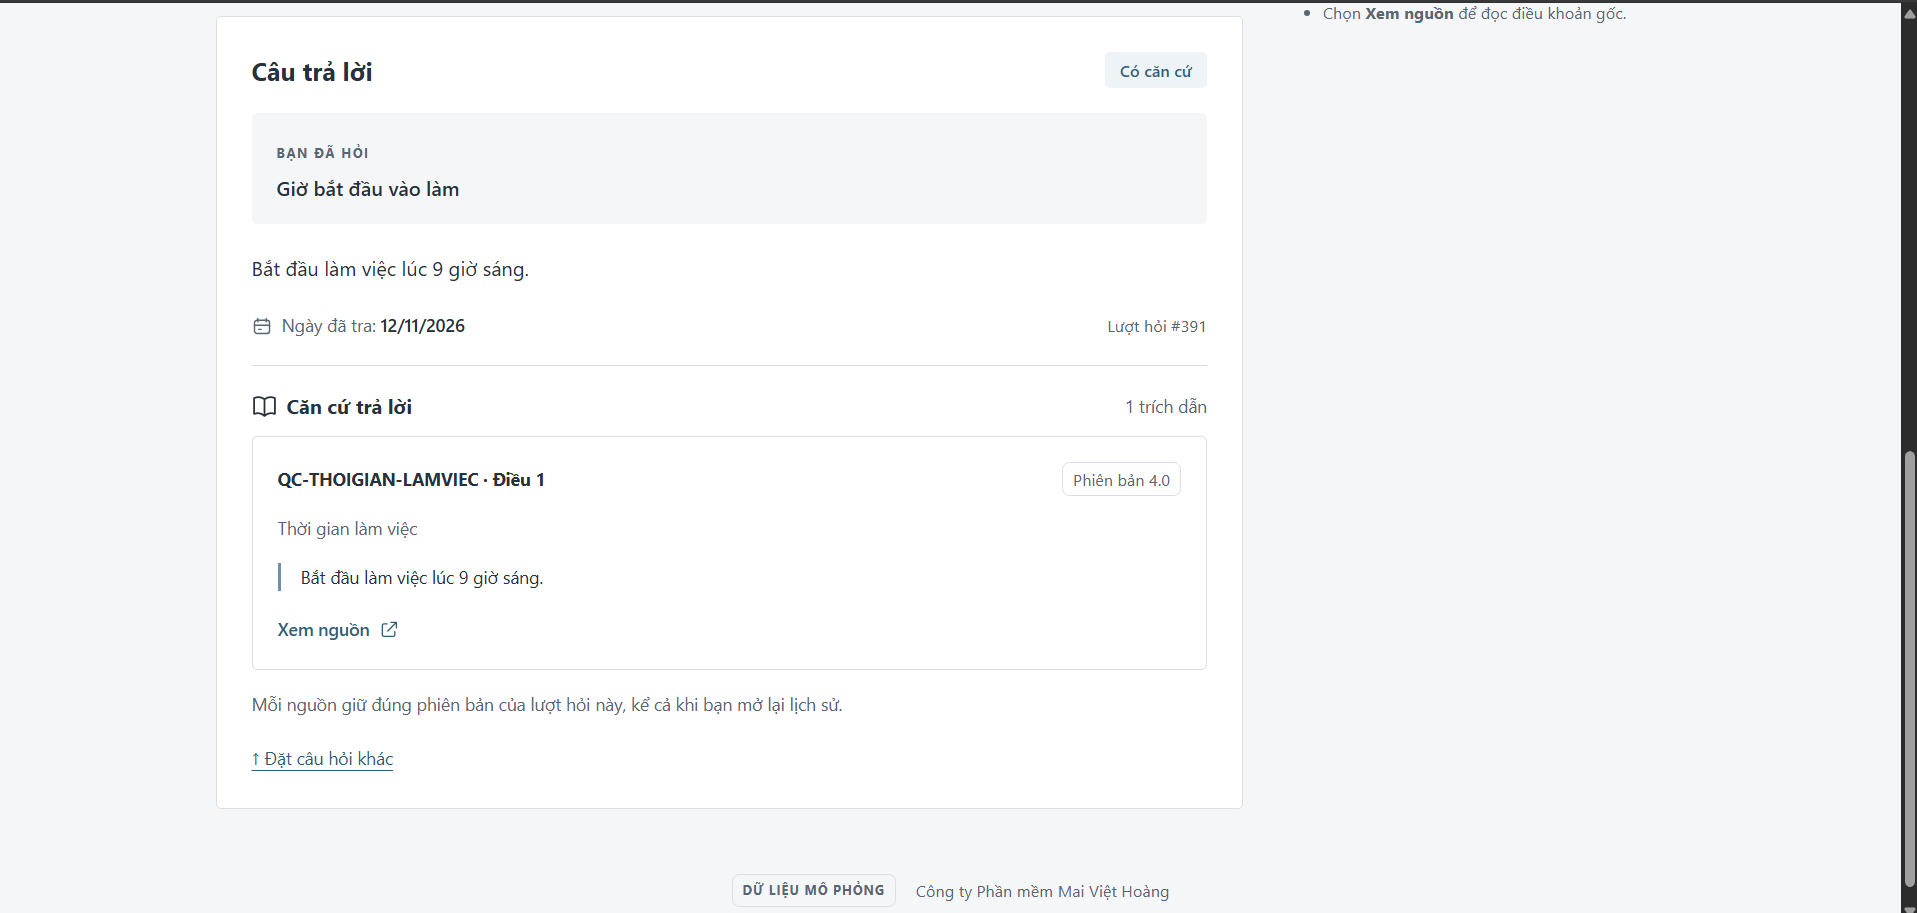 • Chọn Xem nguồn để đọc điều khoản gốc.
Câu trả lời
Có căn cứ
BẠN ĐÃ HỎI
Giờ bắt đầu vào làm
Bắt đầu làm việc lúc 9 giờ sáng.
Ngày đã tra: 12/11/2026
Lượt hỏi #391
Căn cứ trả lời
1 trích dẫn
QC-THOIGIAN-LAMVIEC · Điều 1
Phiên bản 4.0
Thời gian làm việc
Bắt đầu làm việc lúc 9 giờ sáng.
Xem nguồn
Mỗi nguồn giữ đúng phiên bản của lượt hỏi này, kể cả khi bạn mở lại lịch sử.
↑ Đặt câu hỏi khác
DỮ LIỆU MÔ PHỎNG
Công ty Phần mềm Mai Việt Hoàng